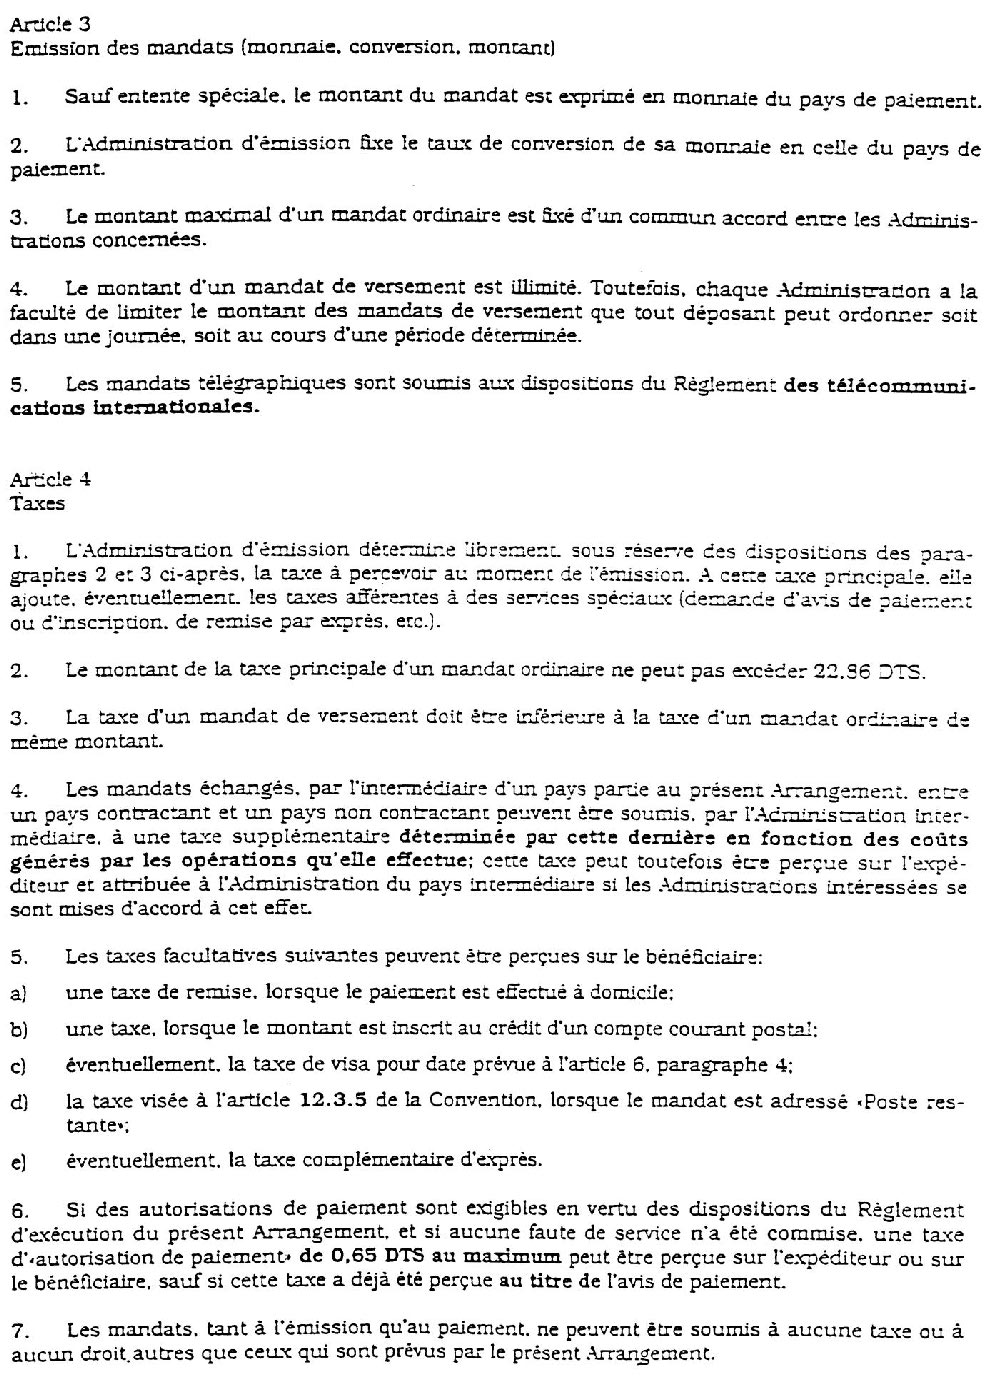 Article 3
Emission des mandats (monnaie, conversion, montant)
1. Sauf entente spéciale, le montant du mandat est exprimé en monnaie du pays de paiement.
2. L'Administration d'émission fixe le taux de conversion de sa monnaie en celle du pays de
paiement.
3. Le montant maximal d'un mandat ordinaire est fixé d'un commun accord entre les Adminis-
trations concernées.
4. Le montant d'un mandat de versement est illimité. Toutefois, chaque Administration a la
faculté de limiter le montant des mandats de versement que tout déposant peut ordonner soit
dans une journée, soit au cours d'une période déterminée.
5. Les mandats télégraphiques sont soumis aux dispositions du Règlement des télécommuni-
cations internationales.
Article 4
Taxes
1. L'Administration d'émission détermine librement, sous réserve des dispositions des para-
graphes 2 et 3 ci-après, la taxe à percevoir au moment de l'émission. A cette taxe principale, elle
ajoute, éventuellement, les taxes afférentes à des services spéciaux (demande d'avis de paiement
ou d'inscription, de remise par exprès, etc.).
2. Le montant de la taxe principale d'un mandat ordinaire ne peut pas excéder 22,86 DTS.
3. La taxe d'un mandat de versement doit être inférieure à la taxe d'un mandat ordinaire de
même montant.
4. Les mandats échangés, par l'intermédiaire d'un pays partie au présent Arrangement, entre
un pays contractant et un pays non contractant peuvent être soumis, par l'Administration inter-
médiaire, à une taxe supplémentaire déterminée par cette dernière en fonction des coûts
générés par les opérations qu'elle effectue; cette taxe peut toutefois être perçue sur l'expé-
diteur et attribuée à l'Administration du pays intermédiaire si les Administrations intéressées se
sont mises d'accord à cet effet.
5. Les taxes facultatives suivantes peuvent être perçues sur le bénéficiaire:
a) une taxe de remise, lorsque le paiement est effectué à domicile;
b) une taxe, lorsque le montant est inscrit au crédit d'un compte courant postal;
c) éventuellement, la taxe de visa pour date prévue à l'article 6, paragraphe 4;
d) la taxe visée à l'article 12.3.5 de la Convention, lorsque le mandat est adressé «Poste res-
tante»;
e) éventuellement, la taxe complémentaire d'exprès.
6. Si des autorisations de paiement sont exigibles en vertu des dispositions du Règlement
d'exécution du présent Arrangement, et si aucune faute de service n'a été commise, une taxe
d'«autorisation de paiement» de 0,65 DTS au maximum peut être perçue sur l'expéditeur ou sur
le bénéficiaire, sauf si cette taxe a déjà été perçue au titre de l'avis de paiement.
7. Les mandats, tant à l'émission qu'au paiement, ne peuvent être soumis à aucune taxe ou à
aucun droit autres que ceux qui sont prévus par le présent Arrangement.